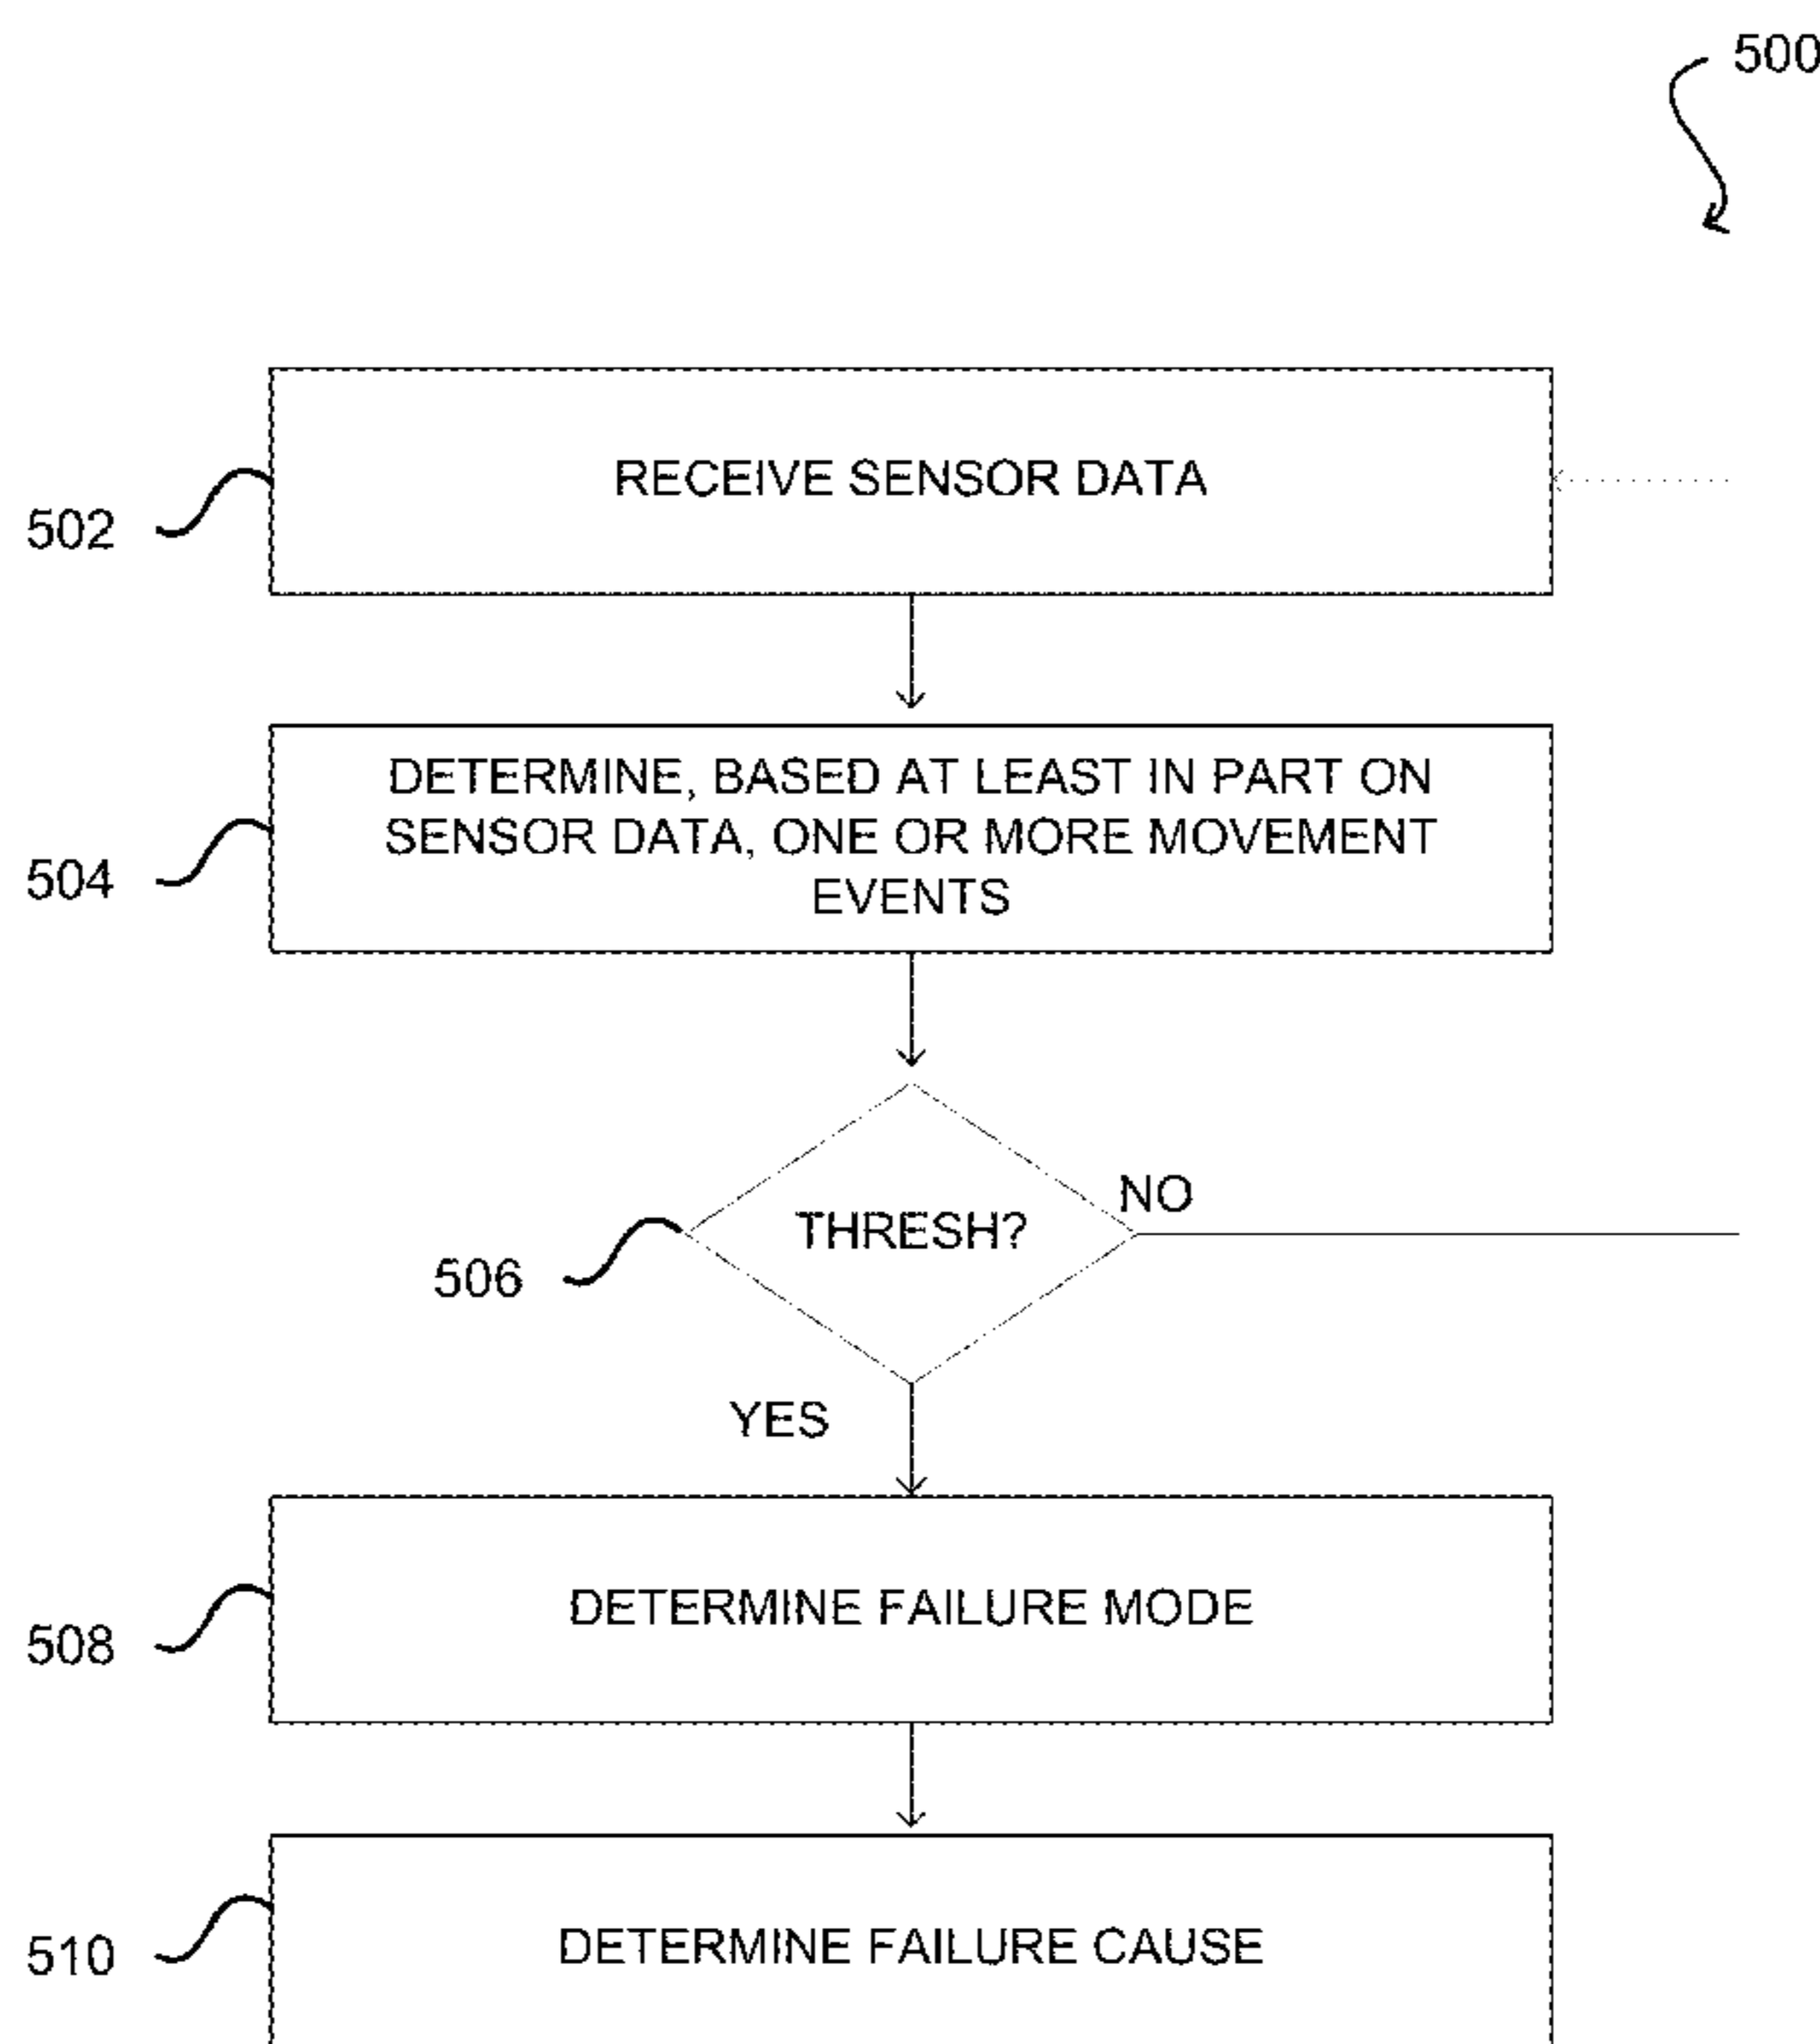 500
RECEIVE SENSOR DATA
502
DETERMINE, BASED AT LEAST IN PART ON
SENSOR DATA, ONE OR MORE MOVEMENT
EVENTS
504
NO
THRESH?
506
YES
DETERMINE FAILURE MODE
508
DETERMINE FAILURE CAUSE
510